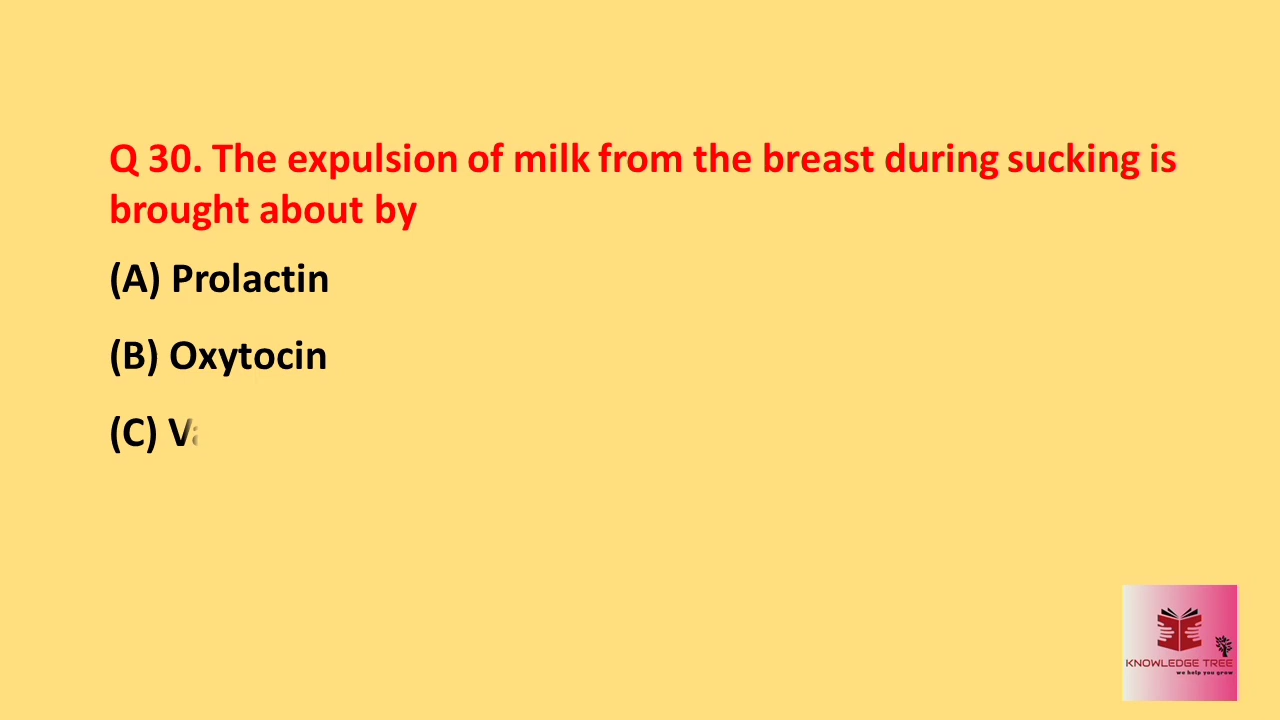 Q 30. The expulsion of milk from the breast during sucking is
brought about by
(A) Prolactin
(B) Oxytocin
(C)
KNOWLEDGE TREE
we help you grow